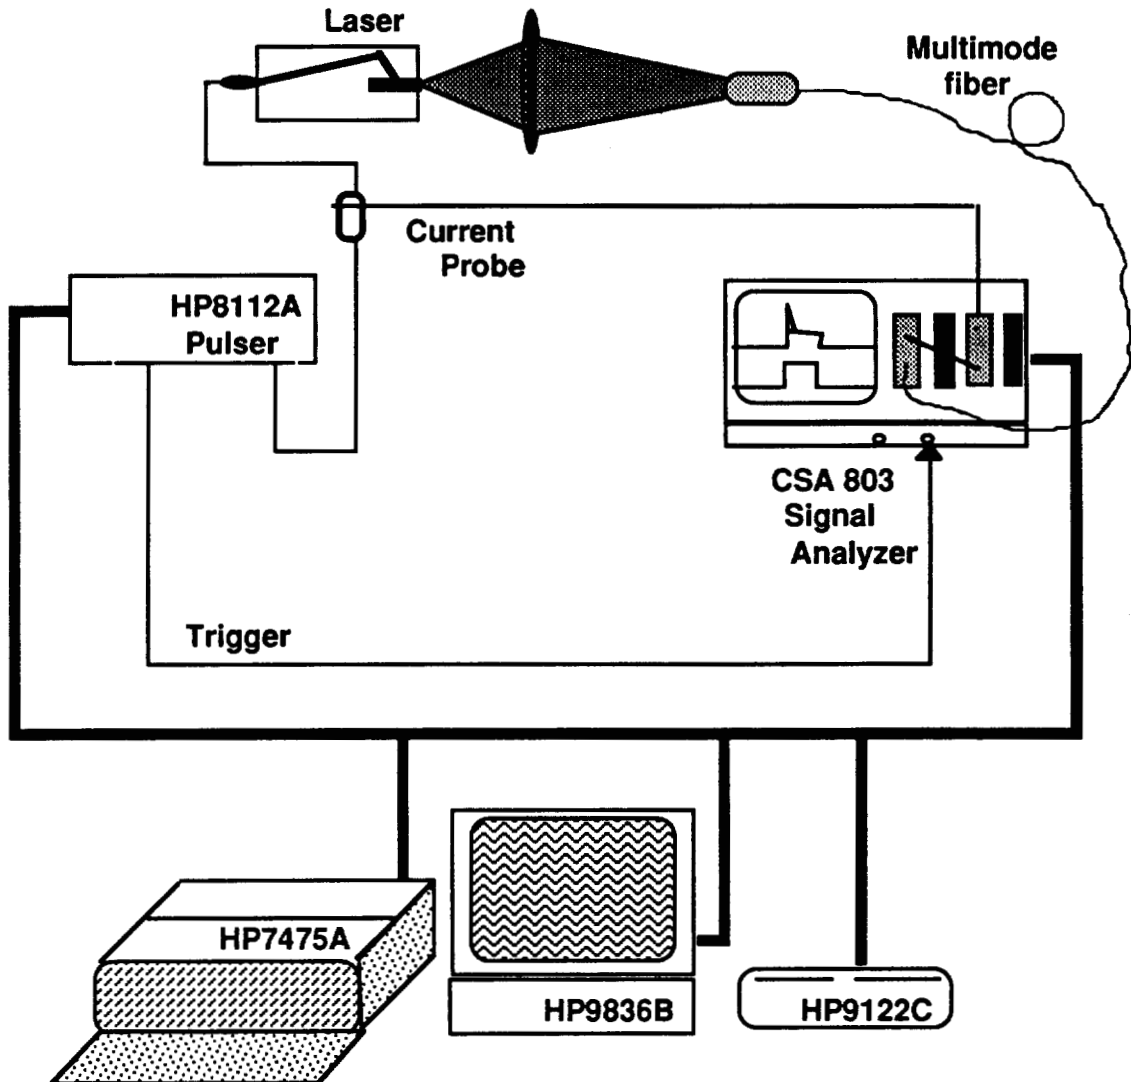 Laser
Multimode
fiber
Current
Probe
HP8112A
Pulser
CSA 803
Signal
Analyzer
Trigger
HP7475A
HP9836B
HP9122C